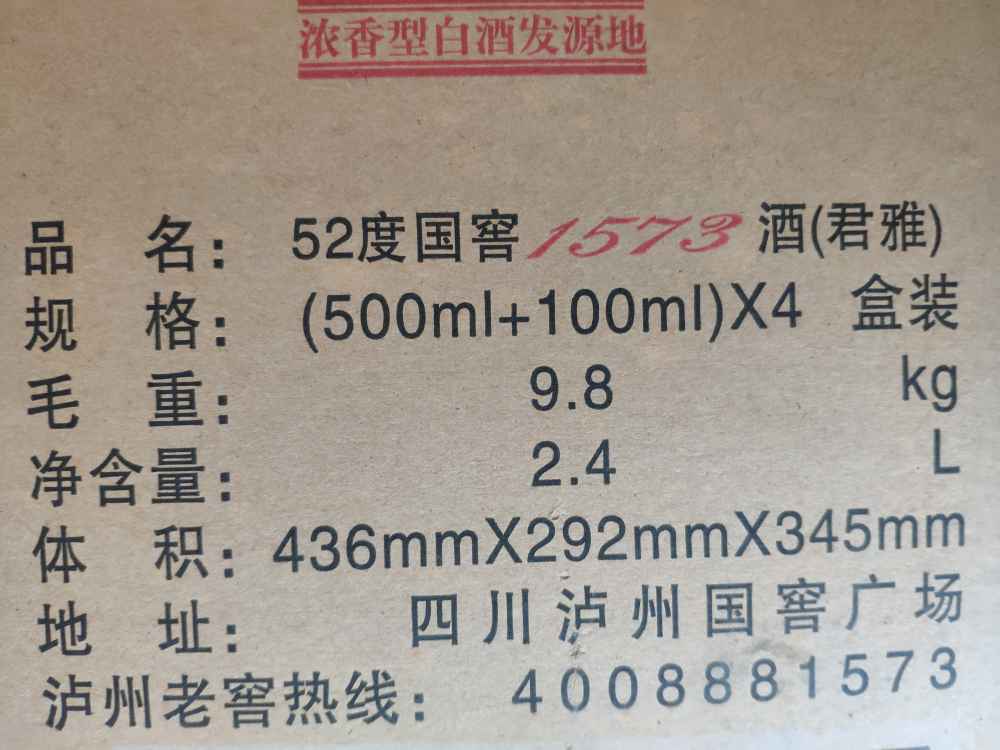 浓香型白酒发源地
品 名: 52度国窖1573酒(君雅)
规 格: (500ml+100ml)X4 盒装
毛 重: 9.8 kg
净含量: 2.4 L
体 积: 436mmX292mmX345mm
地 址: 四川泸州国窖广场
泸州老窖热线: 4008881573